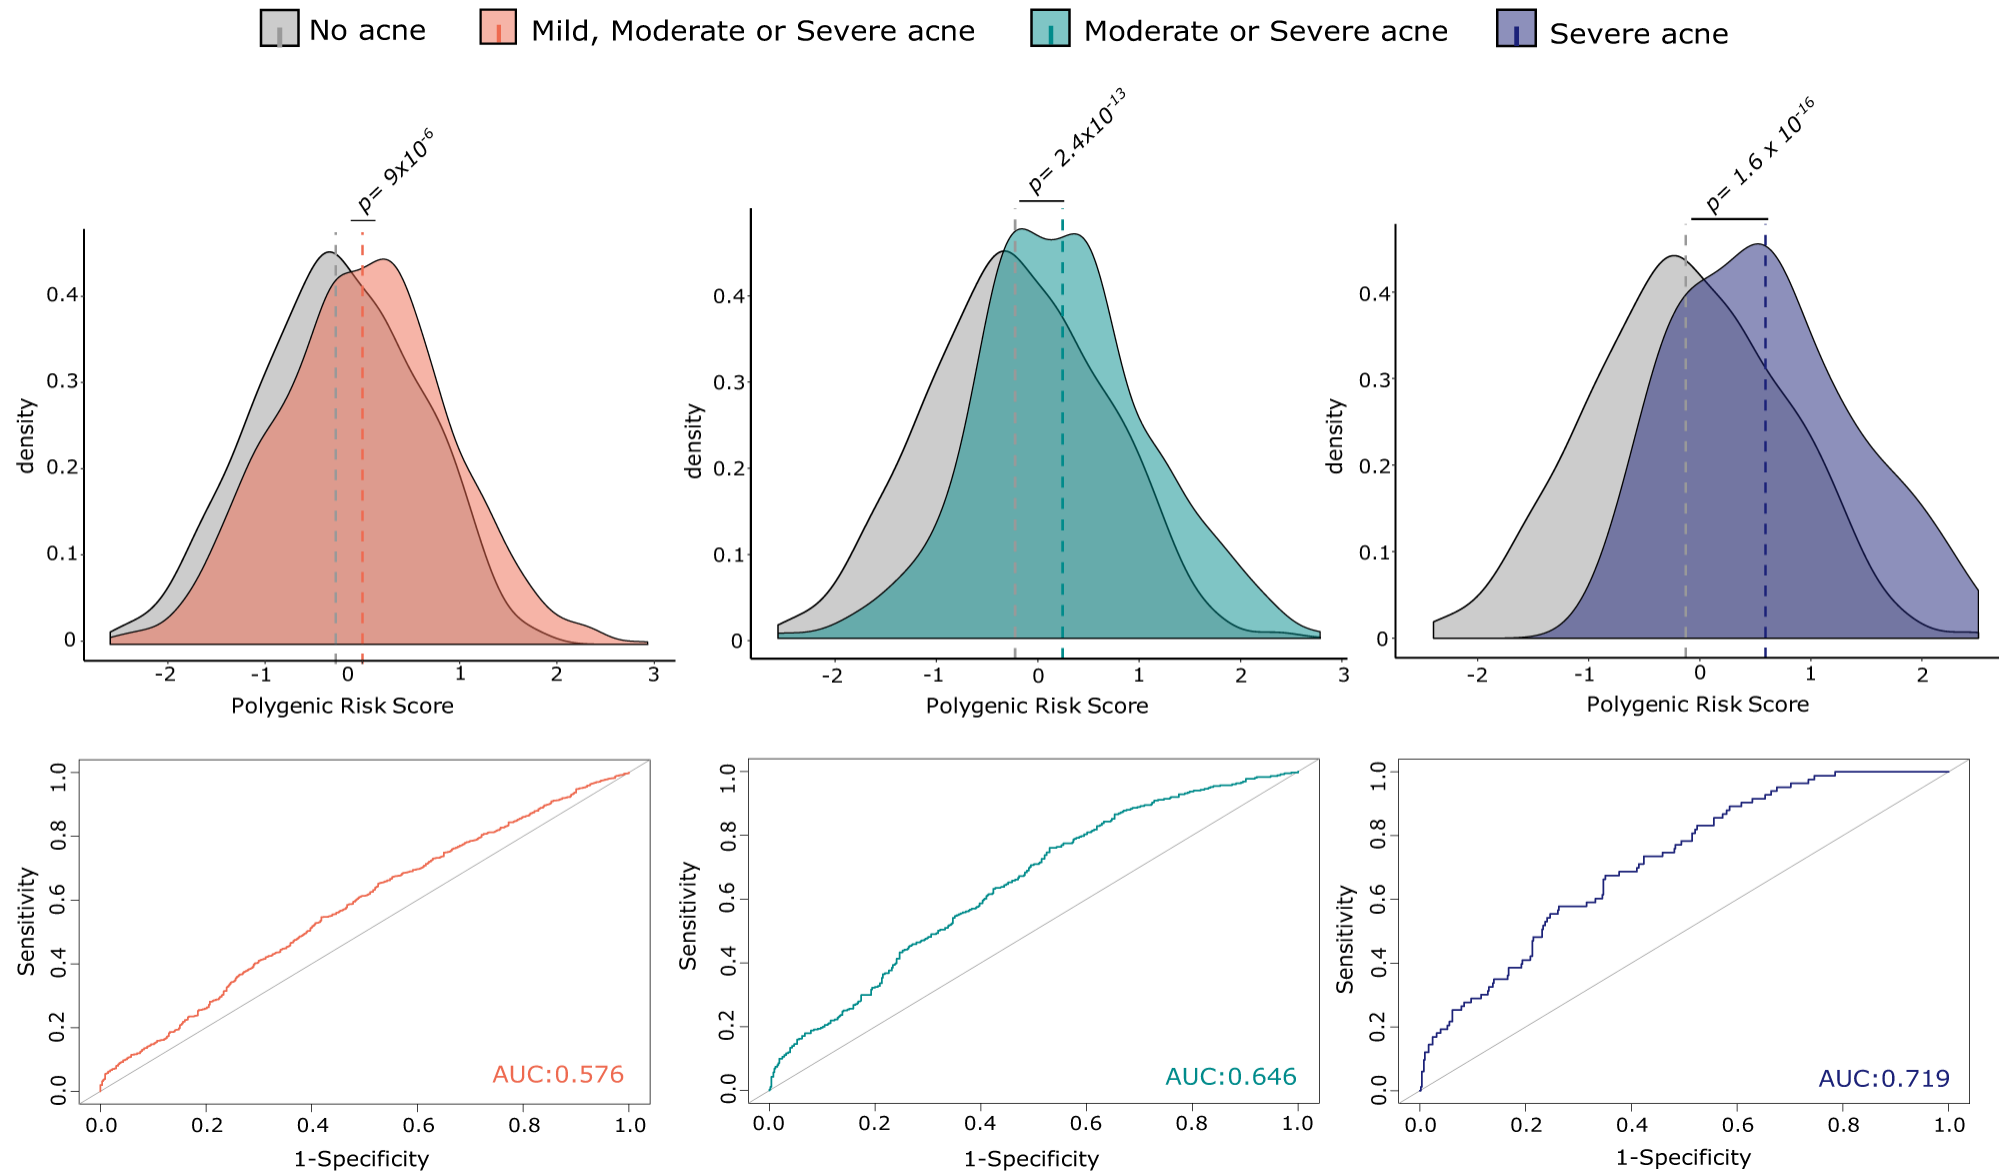 No acne
Mild, Moderate or Severe acne
Moderate or Severe acne
Severe acne
p= 9x10-6
density
0.4
0.3
0.2
0.1
0
-2 -1 0 1 2 3
Polygenic Risk Score
p= 2.4x10-13
density
0.4
0.3
0.2
0.1
0
-2 -1 0 1 2 3
Polygenic Risk Score
p= 1.6 x 10-16
density
0.4
0.3
0.2
0.1
0
-2 -1 0 1 2
Polygenic Risk Score
Sensitivity
1.0
0.8
0.6
0.4
0.2
0.0
AUC:0.576
0.0 0.2 0.4 0.6 0.8 1.0
1-Specificity
Sensitivity
1.0
0.8
0.6
0.4
0.2
0.0
AUC:0.646
0.0 0.2 0.4 0.6 0.8 1.0
1-Specificity
Sensitivity
1.0
0.8
0.6
0.4
0.2
0.0
AUC:0.719
0.0 0.2 0.4 0.6 0.8 1.0
1-Specificity